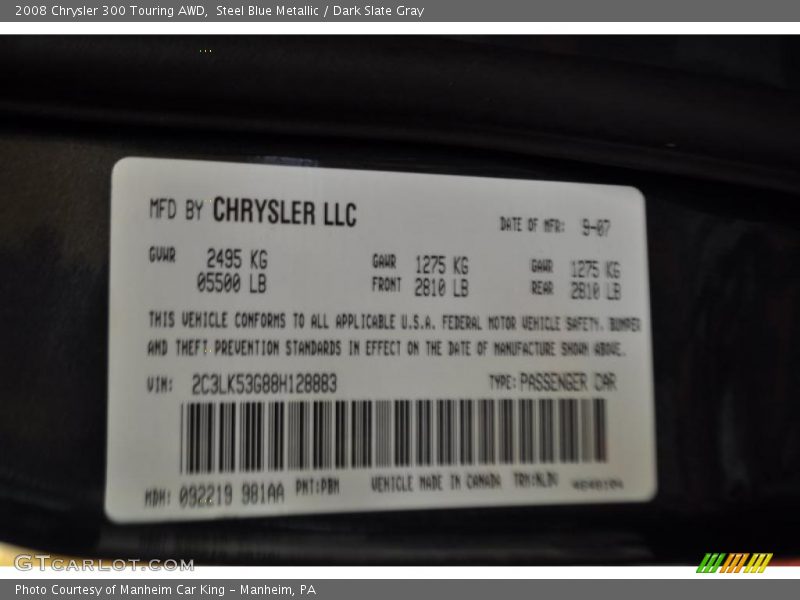 2008 Chrysler 300 Touring AWD,  Steel Blue Metallic / Dark Slate Gray
MFD BY CHRYSLER LLC
DATE OF MFR: 9-07
GVWR 2495 KG
05500 LB
GAWR 1275 KG
FRONT 2810 LB
GAWR 1275 KG
REAR 2810 LB
THIS VEHICLE CONFORMS TO ALL APPLICABLE U.S.A. FEDERAL MOTOR VEHICLE SAFETY, BUMPER
AND THEFT PREVENTION STANDARDS IN EFFECT ON THE DATE OF MANUFACTURE SHOWN ABOVE.
VIN: 2C3LK53G88H128883 TYPE: PASSENGER CAR
MDH: 092219 981AA PNT:PBM VEHICLE MADE IN CANADA TRM:NLDV
GTCARLOT.COM
Photo Courtesy of Manheim Car King – Manheim, PA